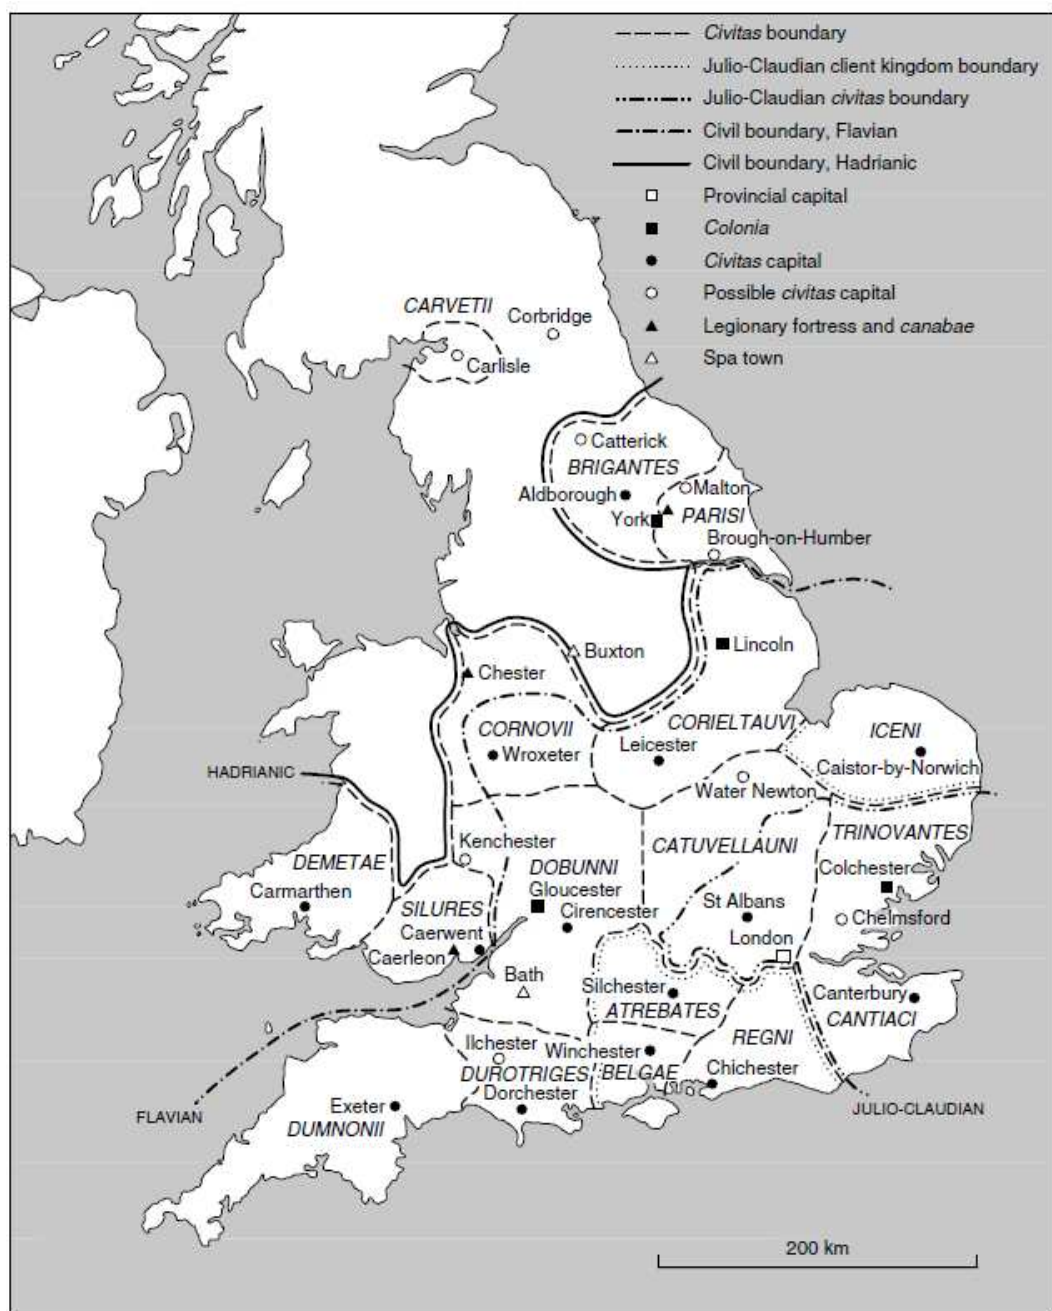 Civitas boundary
Julio-Claudian client kingdom boundary
Julio-Claudian civitas boundary
Civil boundary, Flavian
Civil boundary, Hadrianic
Provincial capital
Colonia
Civitas capital
Possible civitas capital
Legionary fortress and canabae
Spa town
CARVETII
Corbridge
Carlisle
Catterick
BRIGANTES
Aldborough
Malton
York
PARISI
Brough-on-Humber
Buxton
Lincoln
Chester
CORNOVII
CORIELTAUVI
ICENI
Wroxeter
Leicester
Caistor-by-Norwich
HADRIANIC
Water Newton
TRINOVANTES
Kenchester
CATUVELLAUNI
DEMETAE
DOBUNNI
Colchester
Carmarthen
Gloucester
SILURES
St Albans
Cirencester
Chelmsford
Caerwent
London
Caerleon
Bath
Silchester
Canterbury
ATREBATES
CANTIACI
REGNI
Ilchester
Winchester
DUROTRIGES
BELGAE
Chichester
Dorchester
Exeter
FLAVIAN
JULIO-CLAUDIAN
DUMNONII
200 km